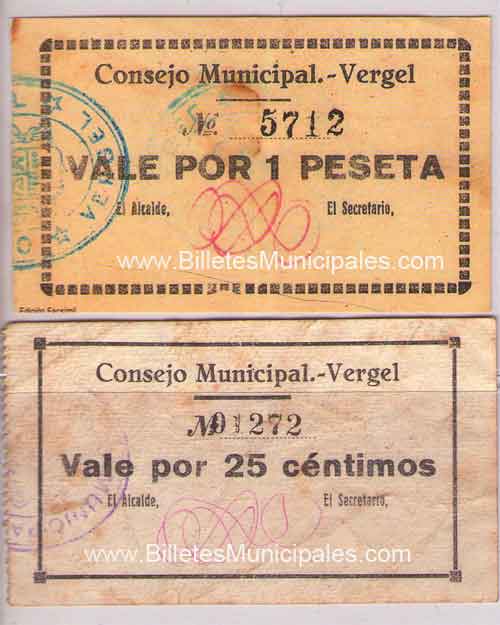 Consejo Municipal.-Vergel
No. 5712
VALE POR 1 PESETA
El Alcalde, El Secretario,
www.BilletesMunicipales.com
Consejo Municipal.-Vergel
No 01272
Vale por 25 céntimos
El Alcalde, El Secretario,
www.BilletesMunicipales.com